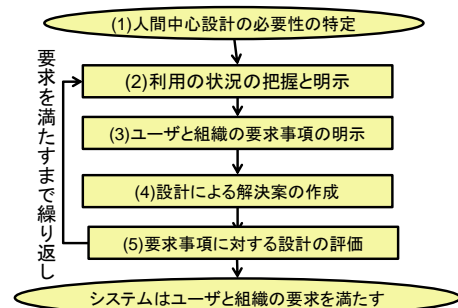 (1)人間中心設計の必要性の特定
(2)利用の状況の把握と明示
(3)ユーザと組織の要求事項の明示
(4)設計による解決案の作成
(5)要求事項に対する設計の評価
システムはユーザと組織の要求を満たす
要求を満たすまで繰り返し